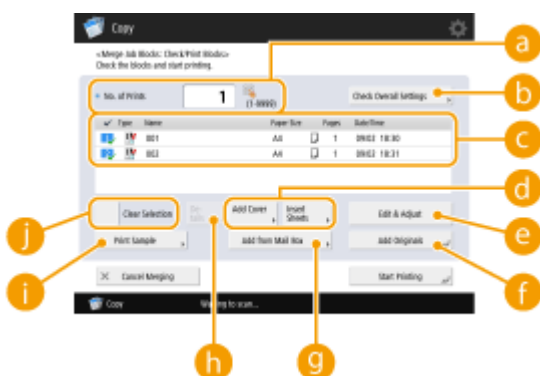 Copy
<Merge Job Blocks: Check/Print Blocks>
Check the blocks and start printing.
a
No. of Prints
1
(1-9999)
Check Overall Settings
b
Type Name Paper Size Pages Date/Time
001 A4 1 09/03 18:30
002 A4 1 09/03 18:31
c
d
j
Clear Selection
De-
tails
Add Cover
Insert
Sheets
Edit & Adjust
e
i
Print Sample
Add from Mail Box
Add Originals
f
Cancel Merging
Start Printing
Copy
Waiting to scan...
h
g